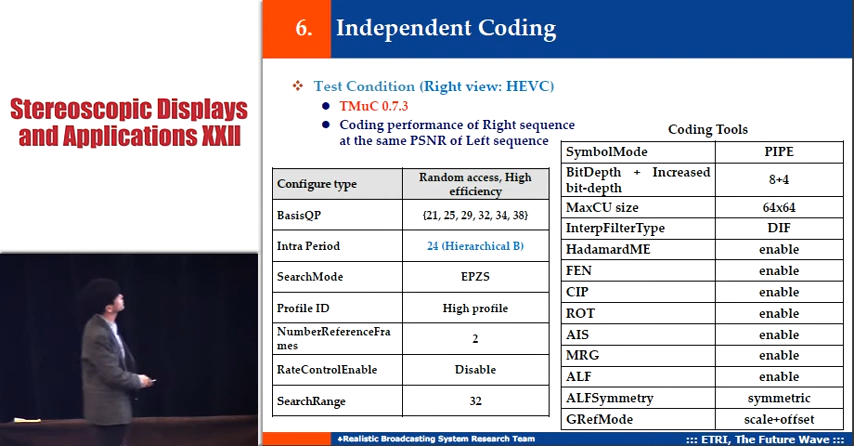 Stereoscopic Displays
and Applications XXII
6. Independent Coding
❖ Test Condition (Right view: HEVC)
● TMuC 0.7.3
● Coding performance of Right sequence
at the same PSNR of Left sequence
Configure type Random access, High
efficiency
BasisQP {21, 25, 29, 32, 34, 38}
Intra Period 24 (Hierarchical B)
SearchMode EPZS
Profile ID High profile
NumberReferenceFra
mes 2
RateControlEnable Disable
SearchRange 32
Coding Tools
SymbolMode PIPE
BitDepth + Increased
bit-depth 8+4
MaxCU size 64x64
InterpFilterType DIF
HadamardME enable
FEN enable
CIP enable
ROT enable
AIS enable
MRG enable
ALF enable
ALFSymmetry symmetric
GRefMode scale+offset
♠Realistic Broadcasting System Research Team
::: ETRI, The Future Wave :::